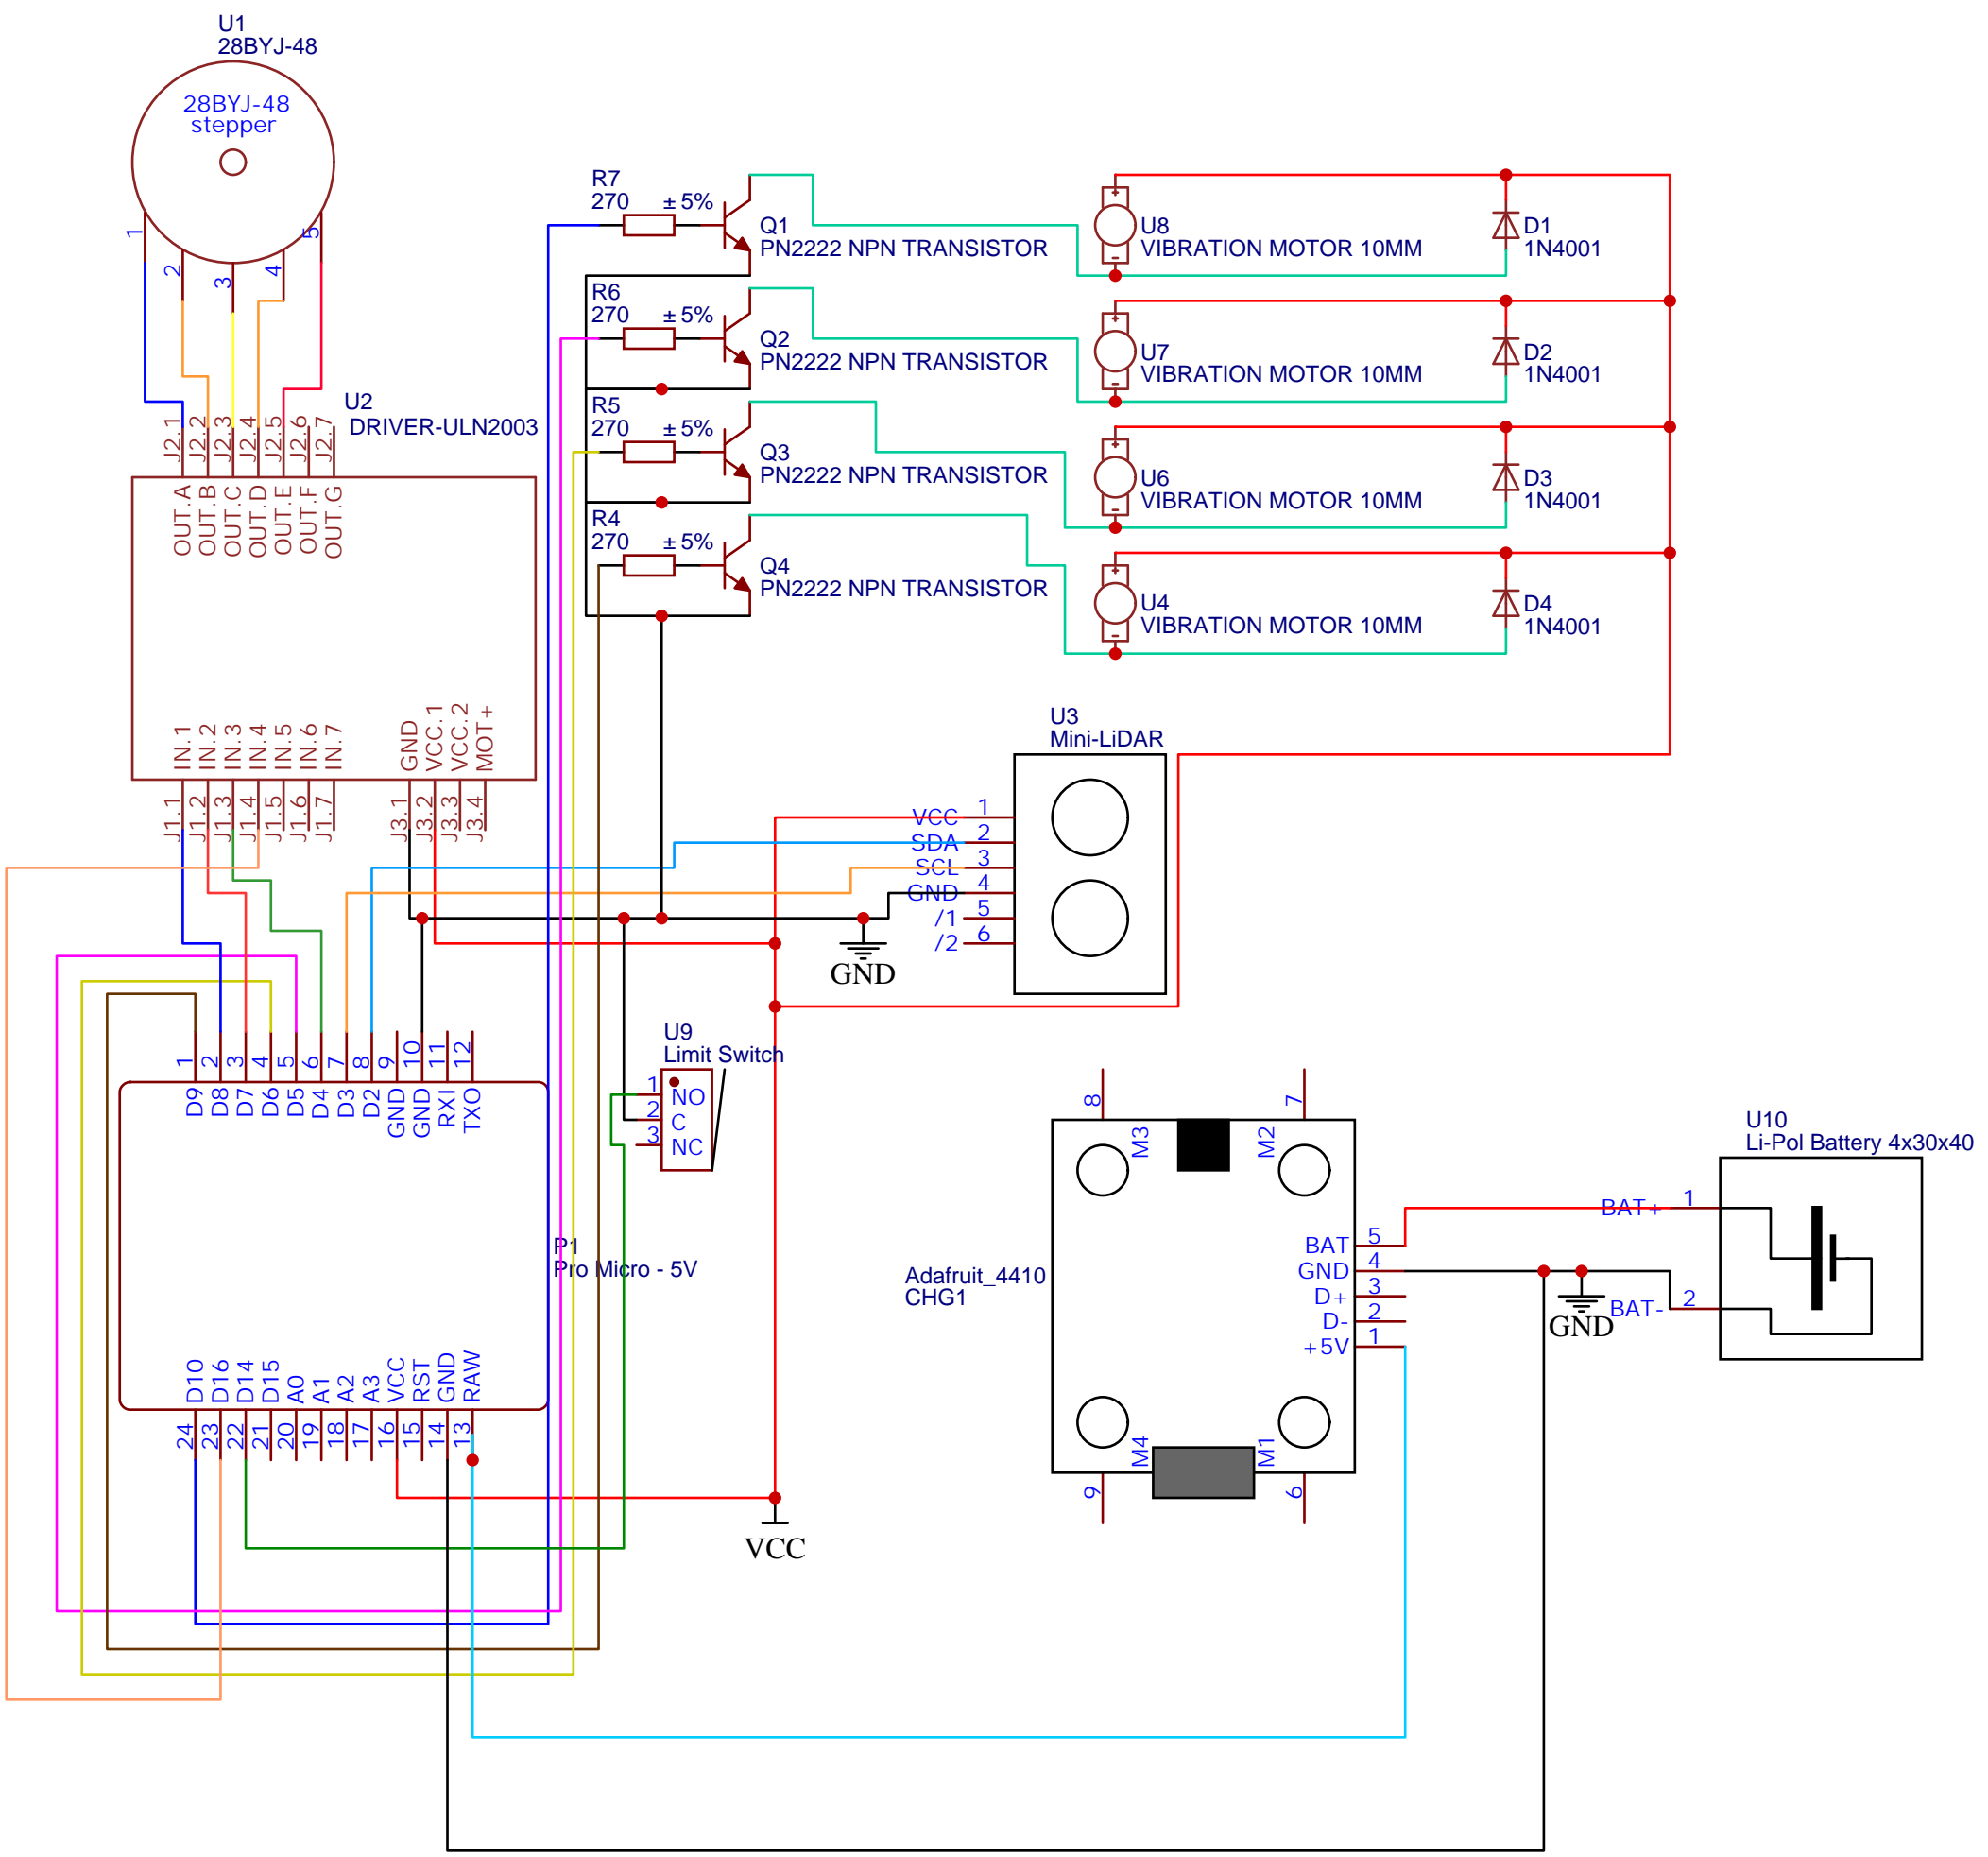 U1
28BYJ-48
28BYJ-48
stepper
1
2
3
4
5
U2
DRIVER-ULN2003
J2.1
J2.2
J2.3
J2.4
J2.5
J2.6
J2.7
OUT.A
OUT.B
OUT.C
OUT.D
OUT.E
OUT.F
OUT.G
IN.1
IN.2
IN.3
IN.4
IN.5
IN.6
IN.7
GND
VCC.1
VCC.2
MOT+
J1.1
J1.2
J1.3
J1.4
J1.5
J1.6
J1.7
J3.1
J3.2
J3.3
J3.4
R7
270 ±5%
Q1
PN2222 NPN TRANSISTOR
R6
270 ±5%
Q2
PN2222 NPN TRANSISTOR
R5
270 ±5%
Q3
PN2222 NPN TRANSISTOR
R4
270 ±5%
Q4
PN2222 NPN TRANSISTOR
+
-
U8
VIBRATION MOTOR 10MM
D1
1N4001
+
-
U7
VIBRATION MOTOR 10MM
D2
1N4001
+
-
U6
VIBRATION MOTOR 10MM
D3
1N4001
+
-
U4
VIBRATION MOTOR 10MM
D4
1N4001
U3
Mini-LiDAR
VCC 1
SDA 2
SCL 3
GND 4
/1 5
/2 6
GND
U9
Limit Switch
1 NO
2 C
3 NC
1
2
3
4
5
6
7
8
9
10
11
12
D9
D8
D7
D6
D5
D4
D3
D2
GND
GND
RXI
TXO
P1
Pro Micro - 5V
D10
D16
D14
D15
A0
A1
A2
A3
VCC
RST
GND
RAW
24
23
22
21
20
19
18
17
16
15
14
13
VCC
Adafruit_4410
CHG1
8
7
M3
M2
BAT 5
GND 4
D+ 3
D- 2
+5V 1
M4
M1
9
6
U10
Li-Pol Battery 4x30x40
BAT+ 1
BAT- 2
GND